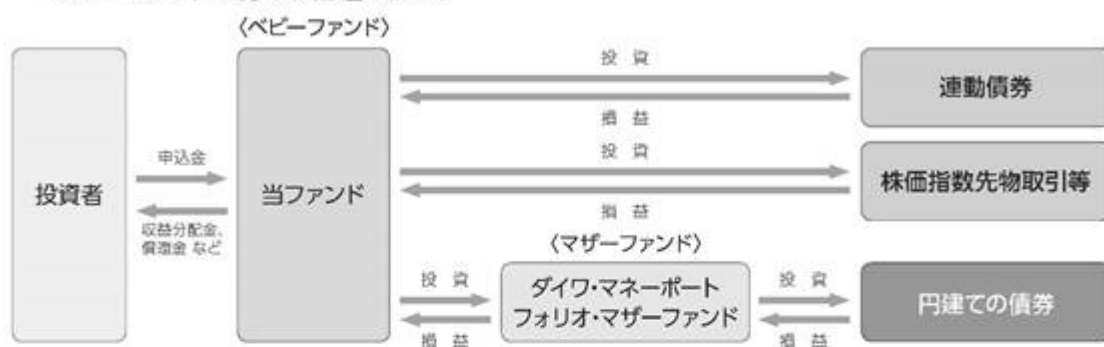 〈ベビーファンド〉
投資者
申込金
収益分配金、
償還金 など
当ファンド
投 資
損 益
連動債券
投 資
損 益
株価指数先物取引等
〈マザーファンド〉
投 資
損 益
ダイワ・マネーポート
フォリオ・マザーファンド
投 資
損 益
円建ての債券